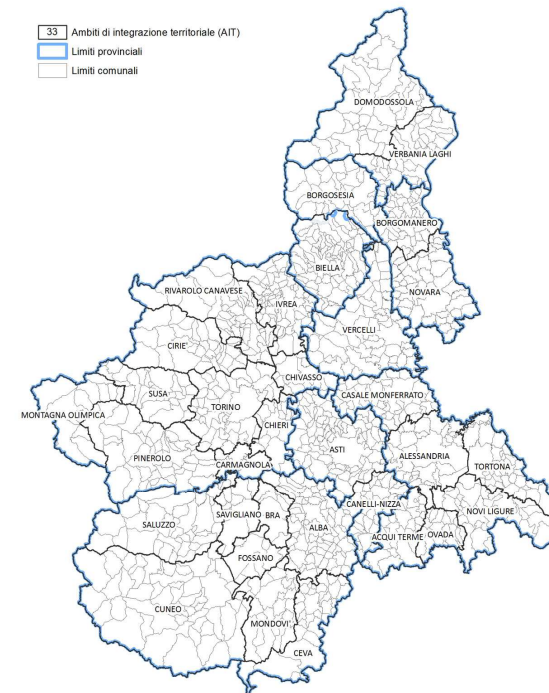 33 Ambiti di integrazione territoriale (AIT)
Limiti provinciali
Limiti comunali
DOMODOSSOLA
VERBANIA LAGHI
BORGOSESIA
BORGOMANERO
BIELLA
RIVAROLO CANAVESE
NOVARA
IVREA
VERCELLI
CIRIE'
CHIVASSO
SUSA
CASALE MONFERRATO
TORINO
MONTAGNA OLIMPICA
CHIERI
ASTI
PINEROLO
ALESSANDRIA
CARMAGNOLA
TORTONA
CANELLI-NIZZA
SAVIGLIANO
BRA
NOVI LIGURE
SALUZZO
ALBA
ACQUI TERME
OVADA
FOSSANO
CUNEO
MONDOVI'
CEVA